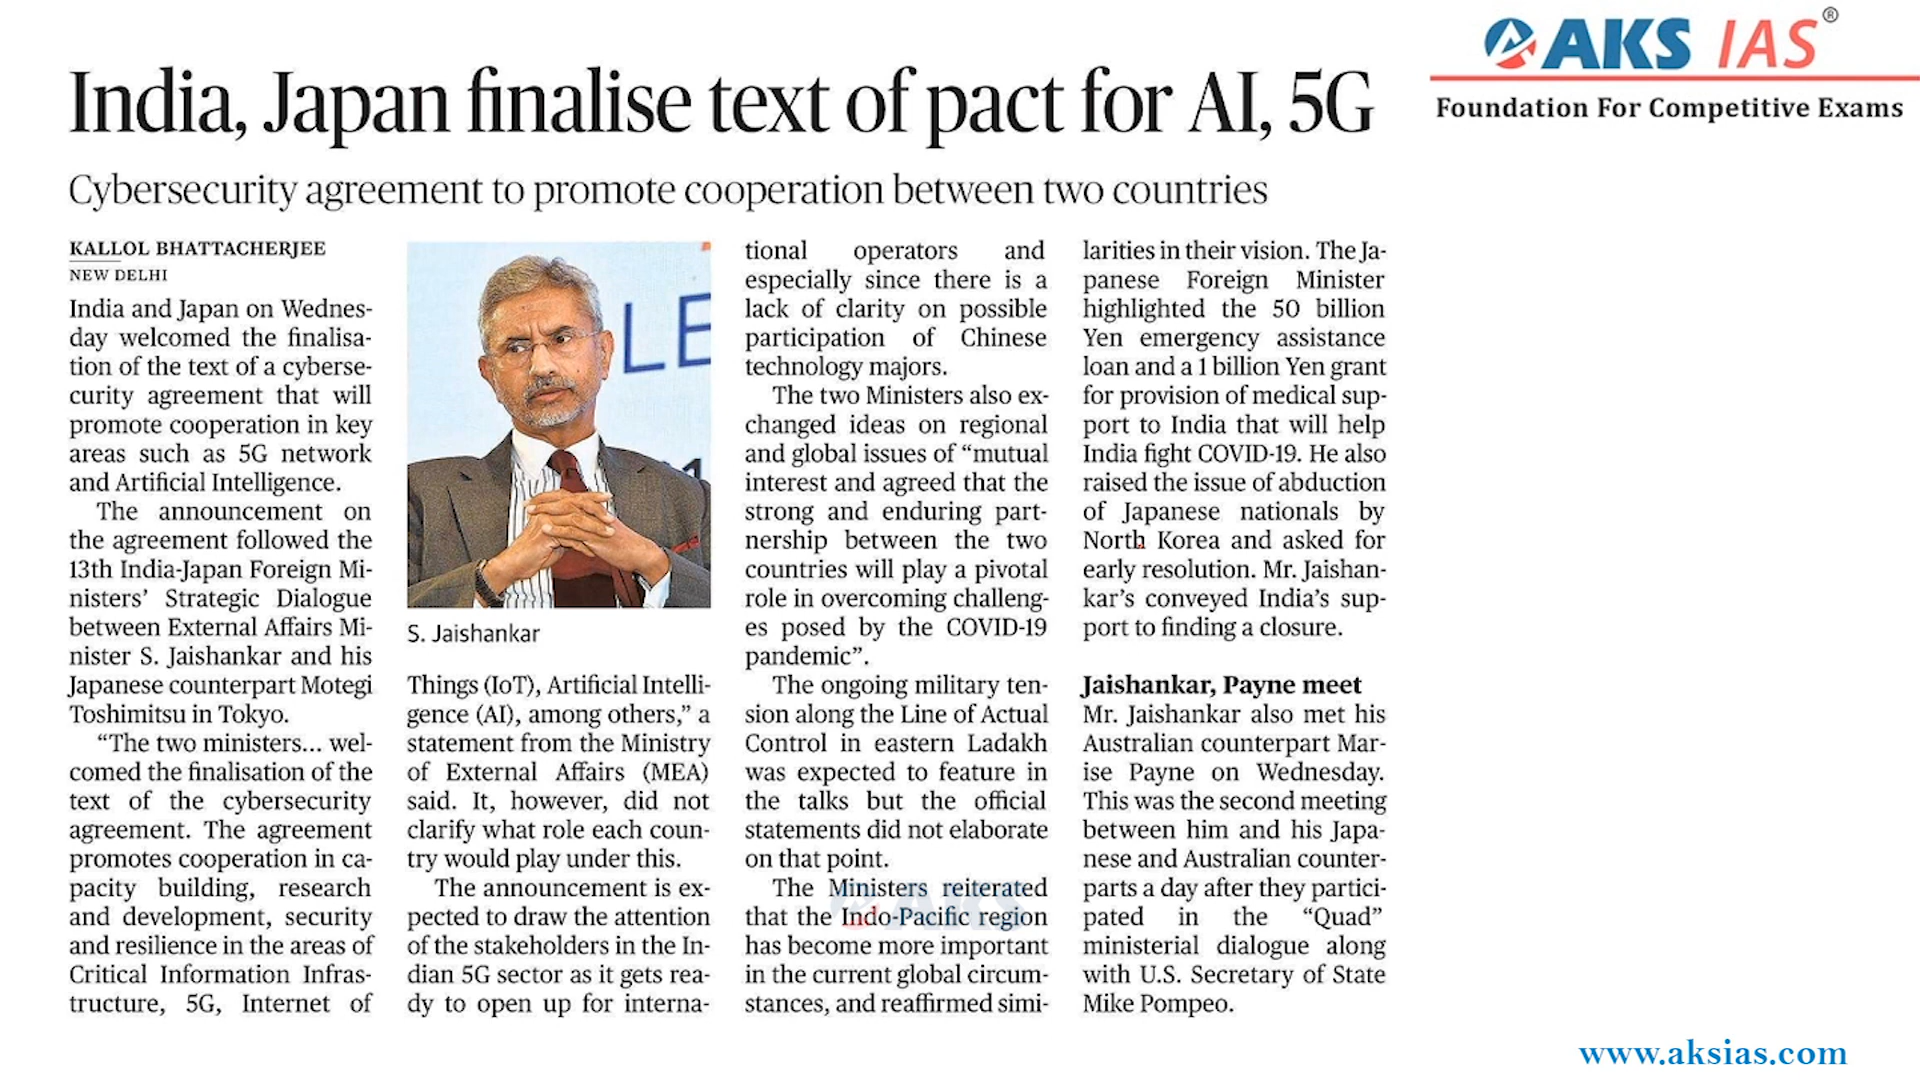 AKS IAS®
Foundation For Competitive Exams
India, Japan finalise text of pact for AI, 5G
Cybersecurity agreement to promote cooperation between two countries
KALLOL BHATTACHERJEE
NEW DELHI
India and Japan on Wednes-
day welcomed the finalisa-
tion of the text of a cyberse-
curity agreement that will
promote cooperation in key
areas such as 5G network
and Artificial Intelligence.
The announcement on
the agreement followed the
13th India-Japan Foreign Mi-
nisters’ Strategic Dialogue
between External Affairs Mi-
nister S. Jaishankar and his
Japanese counterpart Motegi
Toshimitsu in Tokyo.
“The two ministers... wel-
comed the finalisation of the
text of the cybersecurity
agreement. The agreement
promotes cooperation in ca-
pacity building, research
and development, security
and resilience in the areas of
Critical Information Infras-
tructure, 5G, Internet of
LE
S. Jaishankar
Things (IoT), Artificial Intelli-
gence (AI), among others,” a
statement from the Ministry
of External Affairs (MEA)
said. It, however, did not
clarify what role each coun-
try would play under this.
The announcement is ex-
pected to draw the attention
of the stakeholders in the In-
dian 5G sector as it gets rea-
dy to open up for interna-
tional operators and
especially since there is a
lack of clarity on possible
participation of Chinese
technology majors.
The two Ministers also ex-
changed ideas on regional
and global issues of “mutual
interest and agreed that the
strong and enduring part-
nership between the two
countries will play a pivotal
role in overcoming challeng-
es posed by the COVID-19
pandemic”.
The ongoing military ten-
sion along the Line of Actual
Control in eastern Ladakh
was expected to feature in
the talks but the official
statements did not elaborate
on that point.
The Ministers reiterated
that the Indo-Pacific region
has become more important
in the current global circum-
stances, and reaffirmed simi-
AKS
larities in their vision. The Ja-
panese Foreign Minister
highlighted the 50 billion
Yen emergency assistance
loan and a 1 billion Yen grant
for provision of medical sup-
port to India that will help
India fight COVID-19. He also
raised the issue of abduction
of Japanese nationals by
North Korea and asked for
early resolution. Mr. Jaishan-
kar’s conveyed India’s sup-
port to finding a closure.
Jaishankar, Payne meet
Mr. Jaishankar also met his
Australian counterpart Mar-
ise Payne on Wednesday.
This was the second meeting
between him and his Japa-
nese and Australian counter-
parts a day after they partici-
pated in the “Quad”
ministerial dialogue along
with U.S. Secretary of State
Mike Pompeo.
www.aksias.com